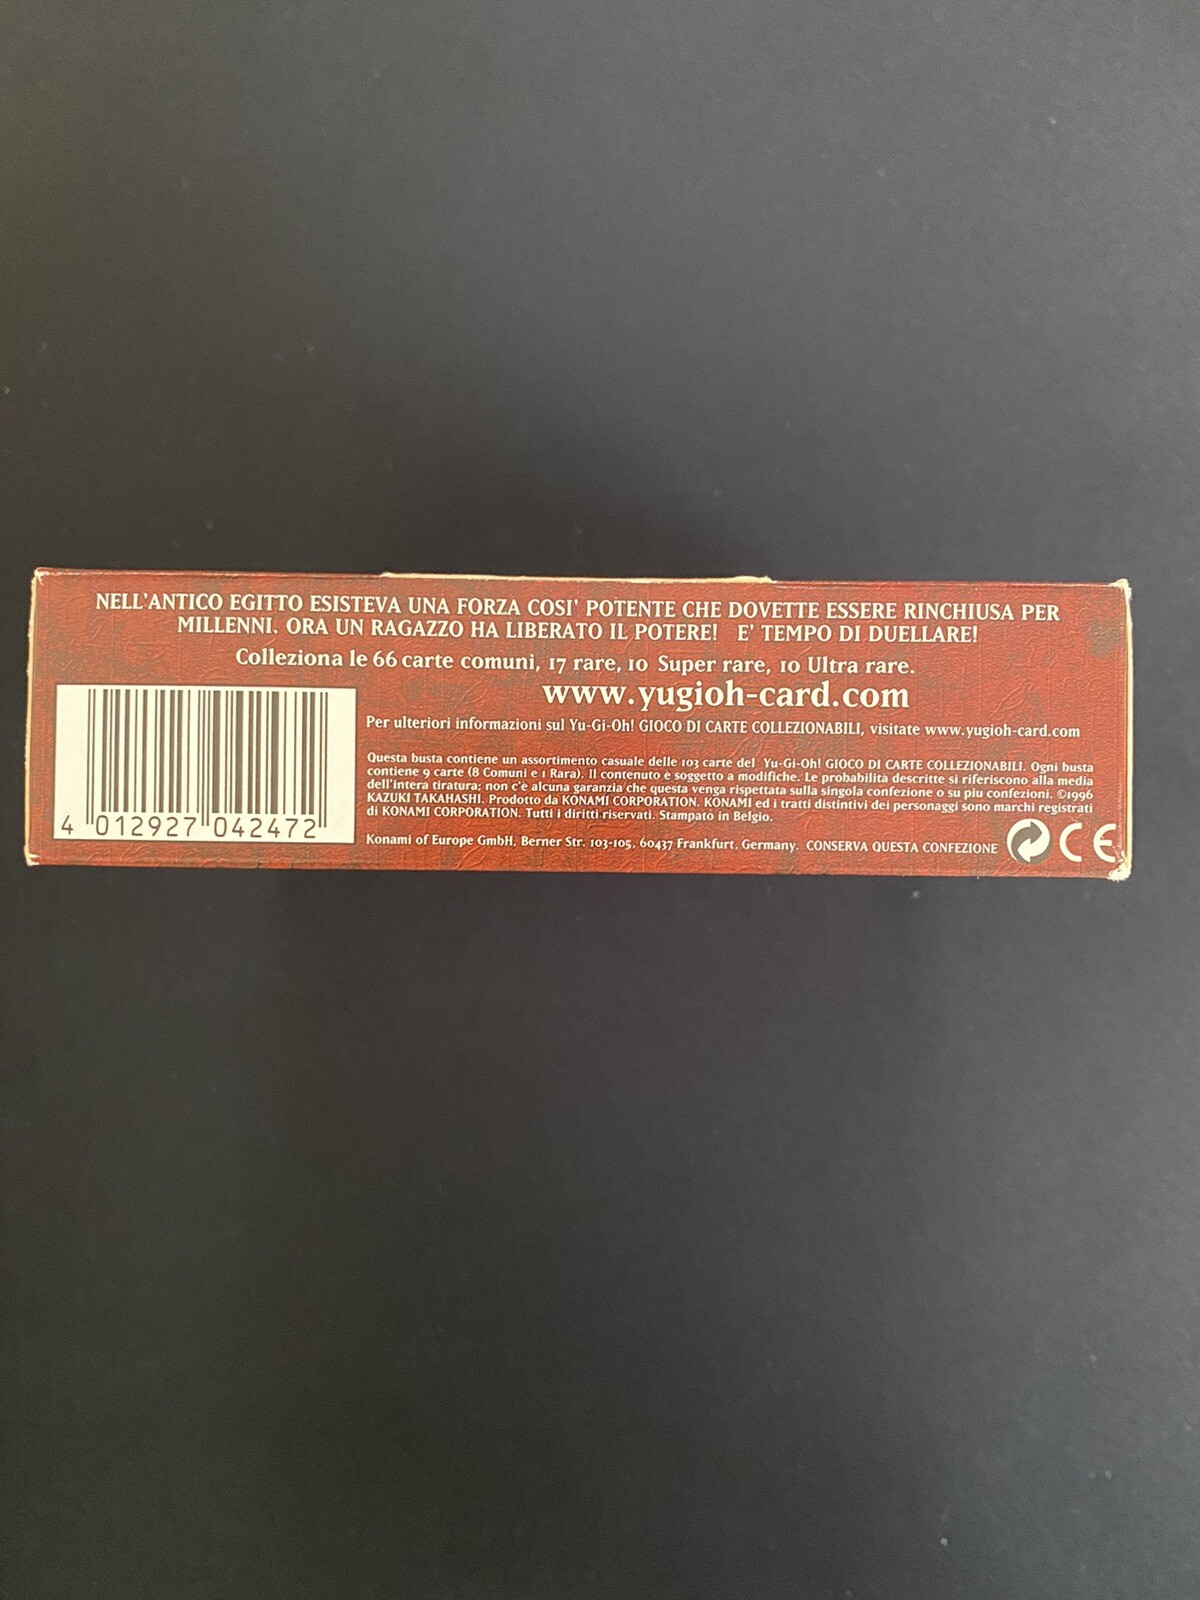 NELL'ANTICO EGITTO ESISTEVA UNA FORZA COSI' POTENTE CHE DOVETTE ESSERE RINCHIUSA PER
MILLENNI. ORA UN RAGAZZO HA LIBERATO IL POTERE! E' TEMPO DI DUELLARE!
Colleziona le 66 carte comuni, 17 rare, 10 Super rare, 10 Ultra rare.
www.yugioh-card.com
Per ulteriori informazioni sul Yu-Gi-Oh! GIOCO DI CARTE COLLEZIONABILI, visitate www.yugioh-card.com
Questa busta contiene un assortimento casuale delle 103 carte del Yu-Gi-Oh! GIOCO DI CARTE COLLEZIONABILI. Ogni busta
contiene 9 carte (8 Comuni e 1 Rara). Il contenuto è soggetto a modifiche. Le probabilità descritte si riferiscono alla media
dell'intera tiratura; non c'è alcuna garanzia che questa venga rispettata sulla singola confezione o su piu confezioni. ©1996
KAZUKI TAKAHASHI. Prodotto da KONAMI CORPORATION. KONAMI ed i tratti distintivi dei personaggi sono marchi registrati
di KONAMI CORPORATION. Tutti i diritti riservati. Stampato in Belgio.
Konami of Europe GmbH, Berner Str. 103-105, 60437 Frankfurt, Germany. CONSERVA QUESTA CONFEZIONE CE
4 012927 042472